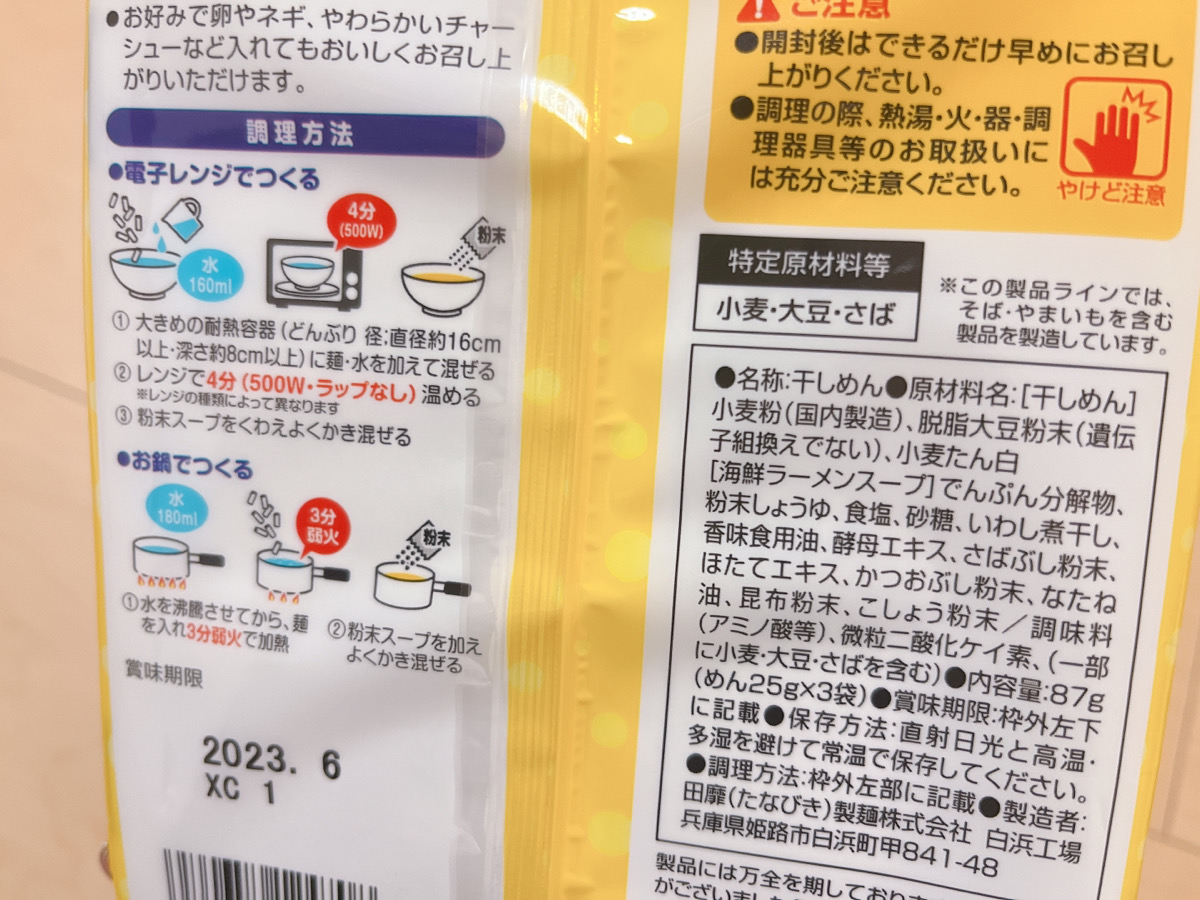 ●お好みで卵やネギ、やわらかいチャー
シューなど入れてもおいしくお召し上
がりいただけます。
調理方法
●電子レンジでつくる
水
160ml
4分
(500W)
粉末
① 大きめの耐熱容器(どんぶり 径:直径約16cm
以上・深さ約8cm以上)に麺・水を加えて混ぜる
② レンジで4分(500W・ラップなし)温める
※レンジの種類によって異なります
③ 粉末スープをくわえよくかき混ぜる
●お鍋でつくる
水
180ml
3分
弱火
粉末
①水を沸騰させてから、麺
を入れ3分弱火で加熱
②粉末スープを加え
よくかき混ぜる
賞味期限
2023. 6
XC 1
ご注意
●開封後はできるだけ早めにお召し
上がりください。
●調理の際、熱湯・火・器・調
理器具等のお取扱いに
は充分ご注意ください。
やけど注意
特定原材料等
小麦・大豆・さば
※この製品ラインでは、
そば・やまいもを含む
製品を製造しています。
●名称:干しめん●原材料名:[干しめん]
小麦粉(国内製造)、脱脂大豆粉末(遺伝
子組換えでない)、小麦たん白
[海鮮ラーメンスープ]でんぷん分解物、
粉末しょうゆ、食塩、砂糖、いわし煮干し、
香味食用油、酵母エキス、さばぶし粉末、
ほたてエキス、かつおぶし粉末、なたね
油、昆布粉末、こしょう粉末/調味料
(アミノ酸等)、微粒二酸化ケイ素、(一部
に小麦・大豆・さばを含む)●内容量:87g
(めん25g×3袋)●賞味期限:枠外左下
に記載●保存方法:直射日光と高温・
多湿を避けて常温で保存してください。
●調理方法:枠外左部に記載●製造者:
田靡(たなびき)製麺株式会社 白浜工場
兵庫県姫路市白浜町甲841-48
製品には万全を期しておりま
がございましたら